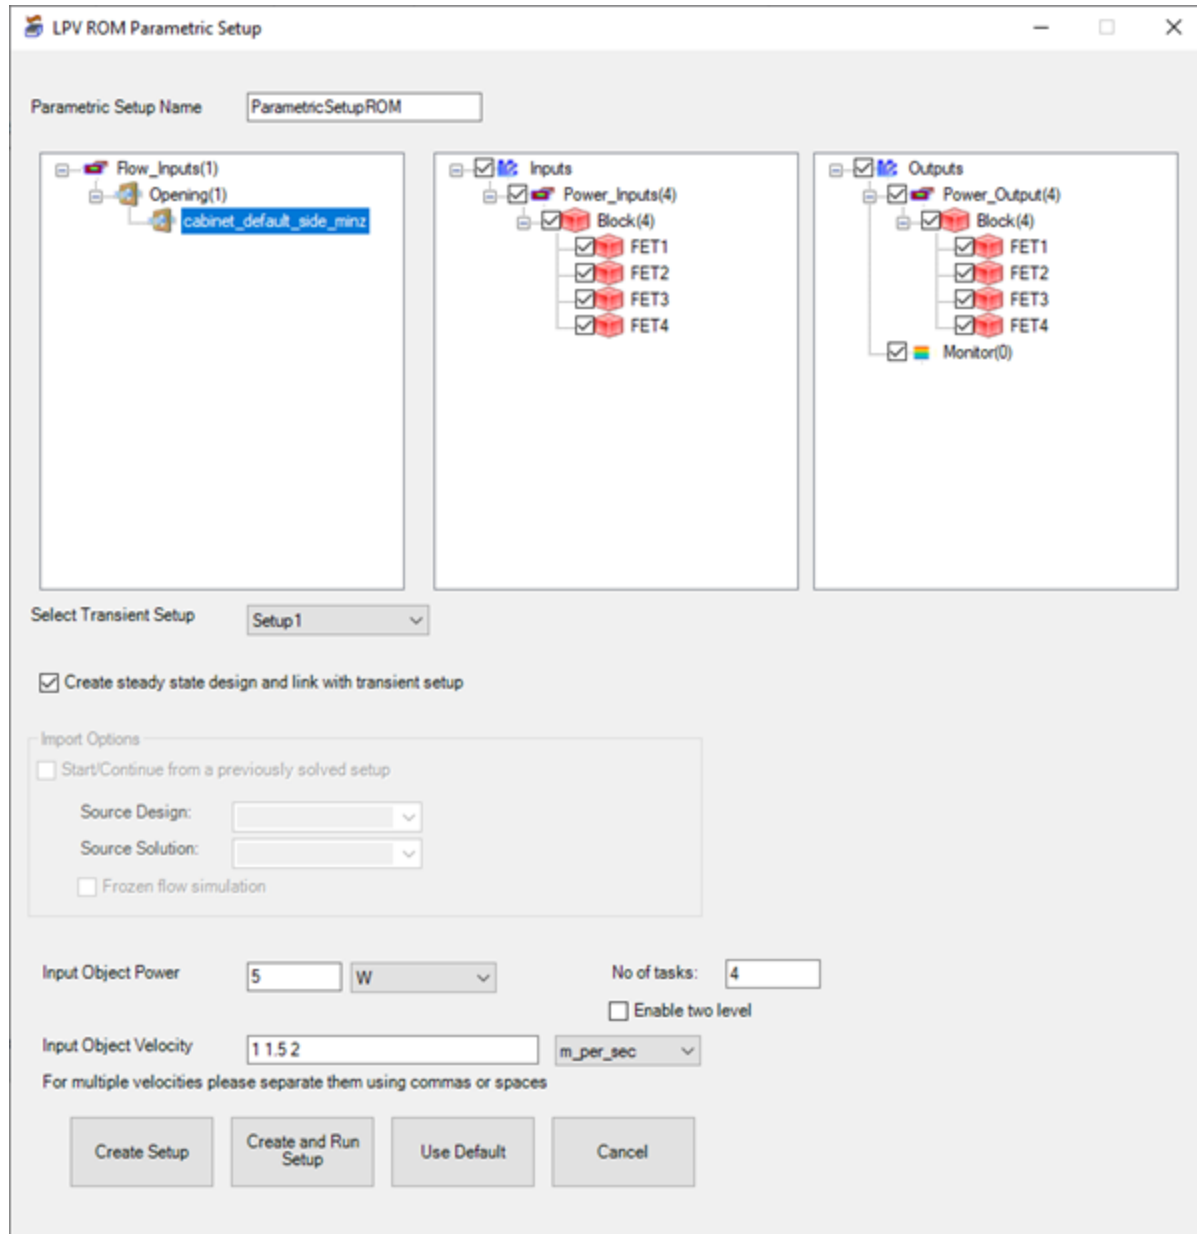 LPV ROM Parametric Setup
Parametric Setup Name
ParametricSetupROM
Flow_Inputs(1)
Opening(1)
cabinet_default_side_minz
Inputs
Power_Inputs(4)
Block(4)
FET1
FET2
FET3
FET4
Outputs
Power_Output(4)
Block(4)
FET1
FET2
FET3
FET4
Monitor(0)
Select Transient Setup
Setup1
Create steady state design and link with transient setup
Import Options
Start/Continue from a previously solved setup
Source Design:
Source Solution:
Frozen flow simulation
Input Object Power
5
W
No of tasks:
4
Enable two level
Input Object Velocity
1 1.5 2
m_per_sec
For multiple velocities please separate them using commas or spaces
Create Setup
Create and Run
Setup
Use Default
Cancel